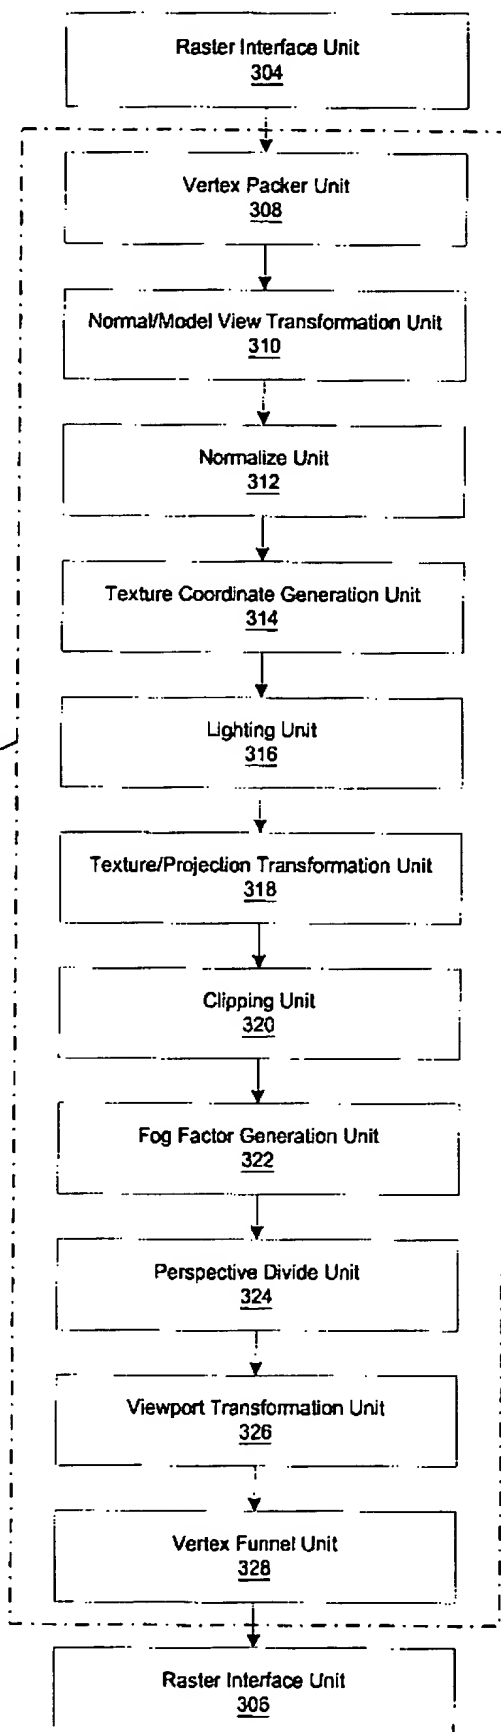 Raster Interface Unit
304
Vertex Packer Unit
308
Normal/Model View Transformation Unit
310
Normalize Unit
312
Texture Coordinate Generation Unit
314
Lighting Unit
316
Texture/Projection Transformation Unit
318
Clipping Unit
320
Fog Factor Generation Unit
322
Perspective Divide Unit
324
Viewport Transformation Unit
326
Vertex Funnel Unit
328
Raster Interface Unit
306